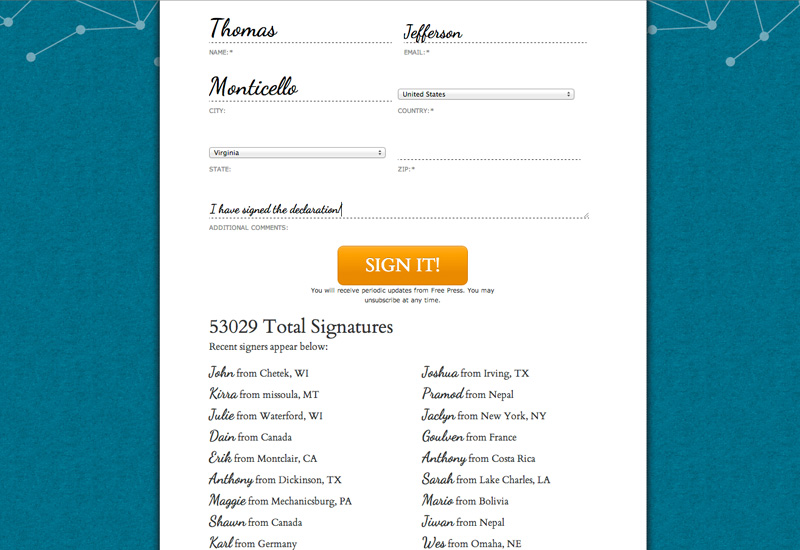 Thomas Jefferson
NAME: * EMAIL: *
Monticello United States
CITY: COUNTRY: *
Virginia
STATE: ZIP: *
I have signed the declaration!
ADDITIONAL COMMENTS:
SIGN IT!
You will receive periodic updates from Free Press. You may
unsubscribe at any time.
53029 Total Signatures
Recent signers appear below:
John from Chetek, WI Joshua from Irving, TX
Kirra from missoula, MT Pramod from Nepal
Julie from Waterford, WI Jaclyn from New York, NY
Dain from Canada Goulven from France
Erik from Montclair, CA Anthony from Costa Rica
Anthony from Dickinson, TX Sarah from Lake Charles, LA
Maggie from Mechanicsburg, PA Mario from Bolivia
Shawn from Canada Jiwan from Nepal
Karl from Germany Wes from Omaha, NE